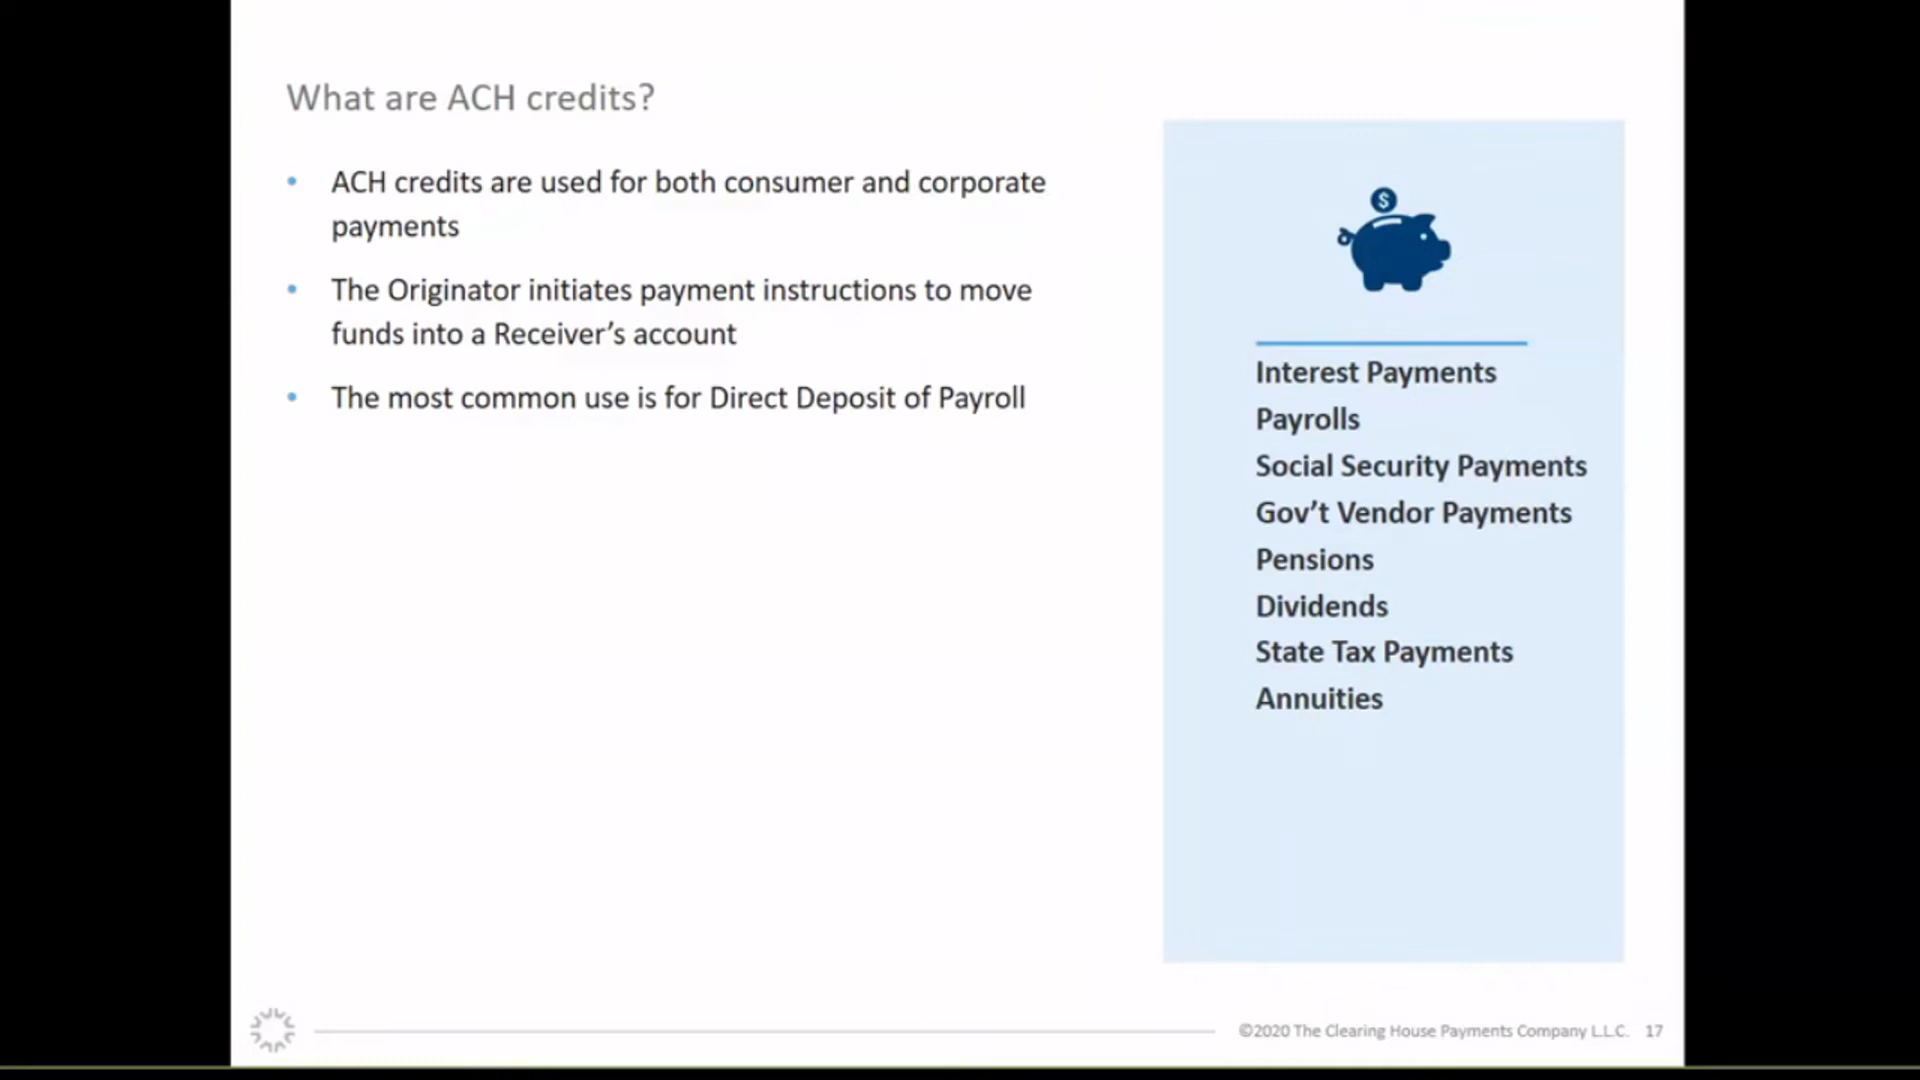 What are ACH credits?
• ACH credits are used for both consumer and corporate
payments
• The Originator initiates payment instructions to move
funds into a Receiver’s account
• The most common use is for Direct Deposit of Payroll
$
Interest Payments
Payrolls
Social Security Payments
Gov’t Vendor Payments
Pensions
Dividends
State Tax Payments
Annuities
©2020 The Clearing House Payments Company L.L.C. 17